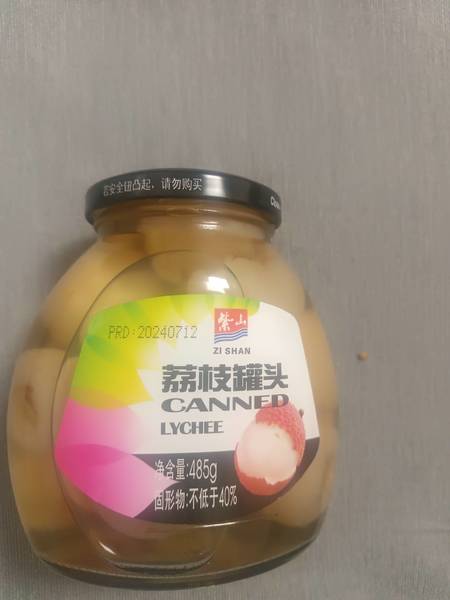 若安全钮凸起，请勿购买
PRD:20240712
紫山
ZI SHAN
荔枝罐头
CANNED
LYCHEE
净含量:485g
固形物:不低于40%